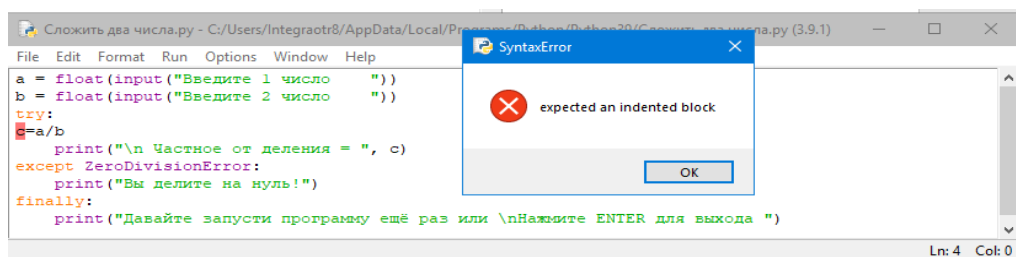 Сложить два числа.py - C:/Users/Integraotr8/AppData/Local/Programs/Python/Python39/Сложить два числа.py (3.9.1)
SyntaxError
File Edit Format Run Options Window Help
a = float(input("Введите 1 число    "))
b = float(input("Введите 2 число    "))
try:
c=a/b
    print("\n Частное от деления = ", c)
except ZeroDivisionError:
    print("Вы делите на нуль!")
finally:
    print("Давайте запусти программу ещё раз или \nНажмите ENTER для выхода ")
expected an indented block
OK
Ln: 4 Col: 0